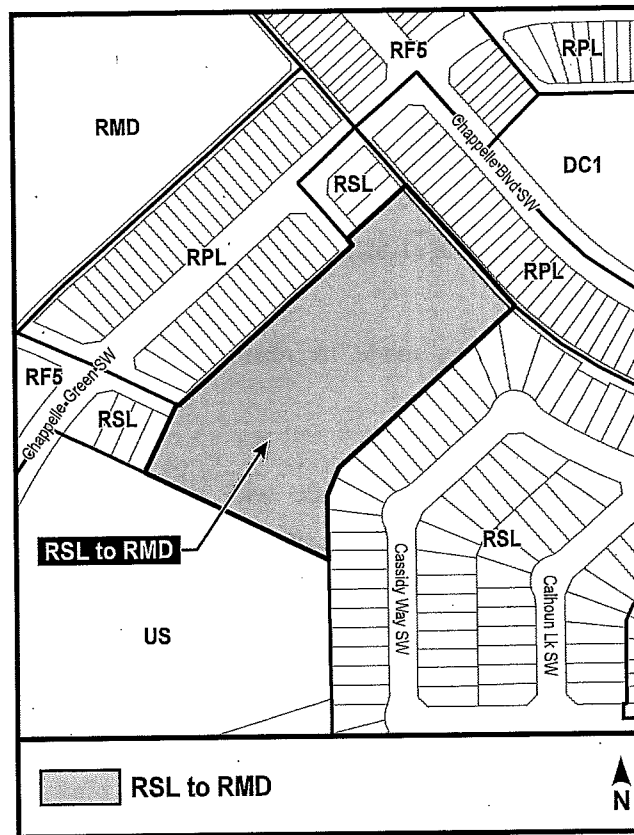 RF5
RPL
RMD
Chappelle Blvd SW
DC1
RSL
RPL
RPL
RF5
Chappelle Green SW
RSL
RSL to RMD
RSL
Cassidy Way SW
Calhoun Lk SW
US
RSL to RMD
N